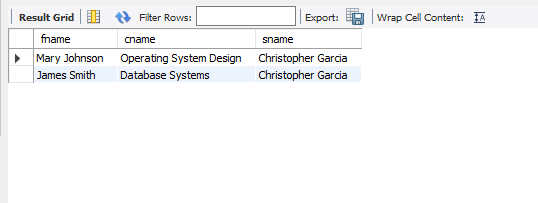 Result Grid Filter Rows: Export: Wrap Cell Content:
fname cname sname
Mary Johnson Operating System Design Christopher Garcia
James Smith Database Systems Christopher Garcia